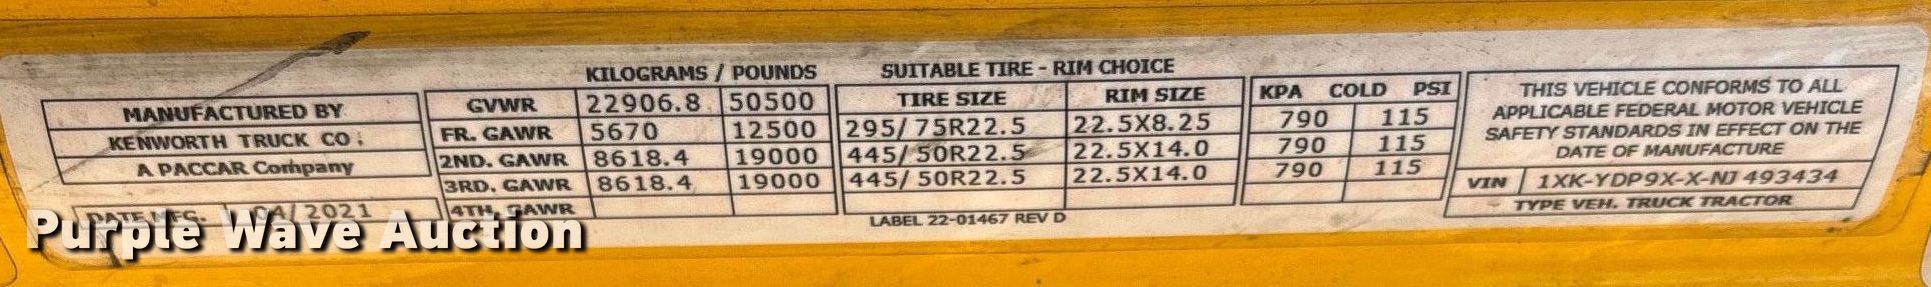 KILOGRAMS / POUNDS
SUITABLE TIRE - RIM CHOICE
MANUFACTURED BY
KENWORTH TRUCK CO.
A PACCAR Company
DATE MFG. 04/2021
GVWR 22906.8 50500
FR. GAWR 5670 12500
2ND. GAWR 8618.4 19000
3RD. GAWR 8618.4 19000
4TH. GAWR
TIRE SIZE RIM SIZE
295/ 75R22.5 22.5X8.25
445/ 50R22.5 22.5X14.0
445/ 50R22.5 22.5X14.0
LABEL 22-01467 REV D
KPA COLD PSI
790 115
790 115
790 115
THIS VEHICLE CONFORMS TO ALL
APPLICABLE FEDERAL MOTOR VEHICLE
SAFETY STANDARDS IN EFFECT ON THE
DATE OF MANUFACTURE
VIN 1XK-YDP9X-X-NJ 493434
TYPE VEH. TRUCK TRACTOR
Purple Wave Auction